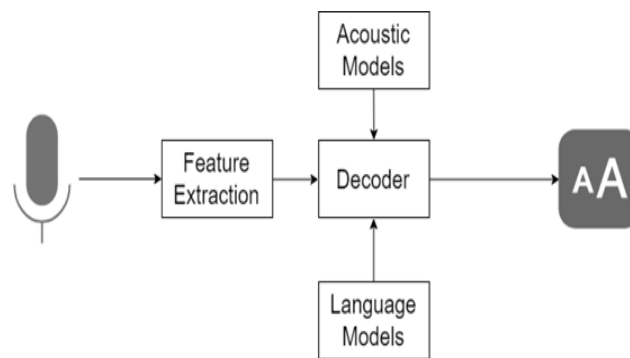 Acoustic
Models
Feature
Extraction
Decoder
AA
Language
Models